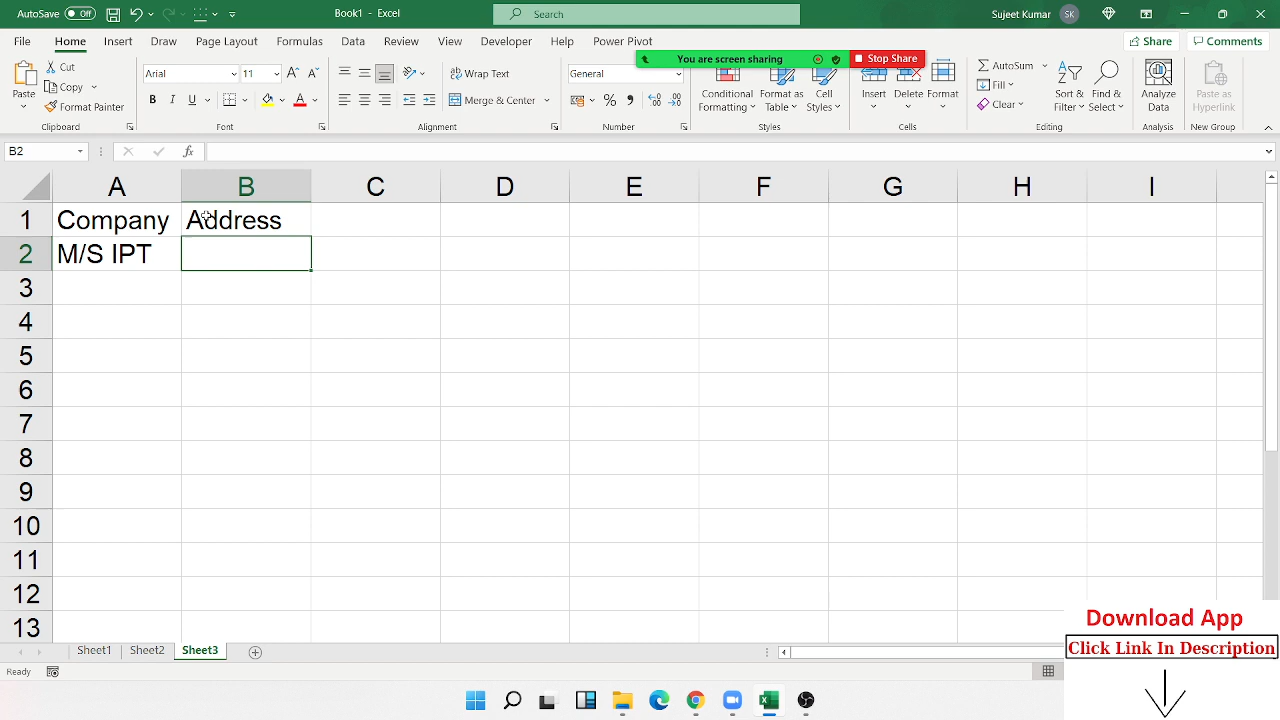 AutoSave Off Book1 - Excel Search Sujeet Kumar SK
File Home Insert Draw Page Layout Formulas Data Review View Developer Help Power Pivot Share Comments
You are screen sharing Stop Share
Paste Cut Copy Format Painter Clipboard
Arial 11 B I U A Font
Wrap Text Merge & Center Alignment
General % Number
Conditional Formatting Format as Table Cell Styles Styles
Insert Delete Format Cells
AutoSum Fill Clear Sort & Filter Find & Select Editing
Analyze Data Analysis
Paste as Hyperlink New Group
B2 fx
A B C D E F G H I
1 Company Address
2 M/S IPT
3
4
5
6
7
8
9
10
11
12
13
Sheet1 Sheet2 Sheet3
Ready
Download App
Click Link In Description